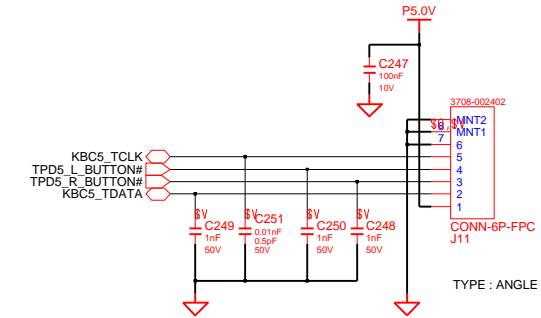 P5.0V
C247
100nF
10V
3708-002402
MNT2
8
MNT1
7
6
KBC5_TCLK
5
TPD5_L_BUTTON#
4
TPD5_R_BUTTON#
3
KBC5_TDATA
2
1
$V
$V
$V
$V
C249
1nF
50V
C251
0.01nF
0.5pF
50V
C250
1nF
50V
C248
1nF
50V
CONN-6P-FPC
J11
TYPE : ANGLE